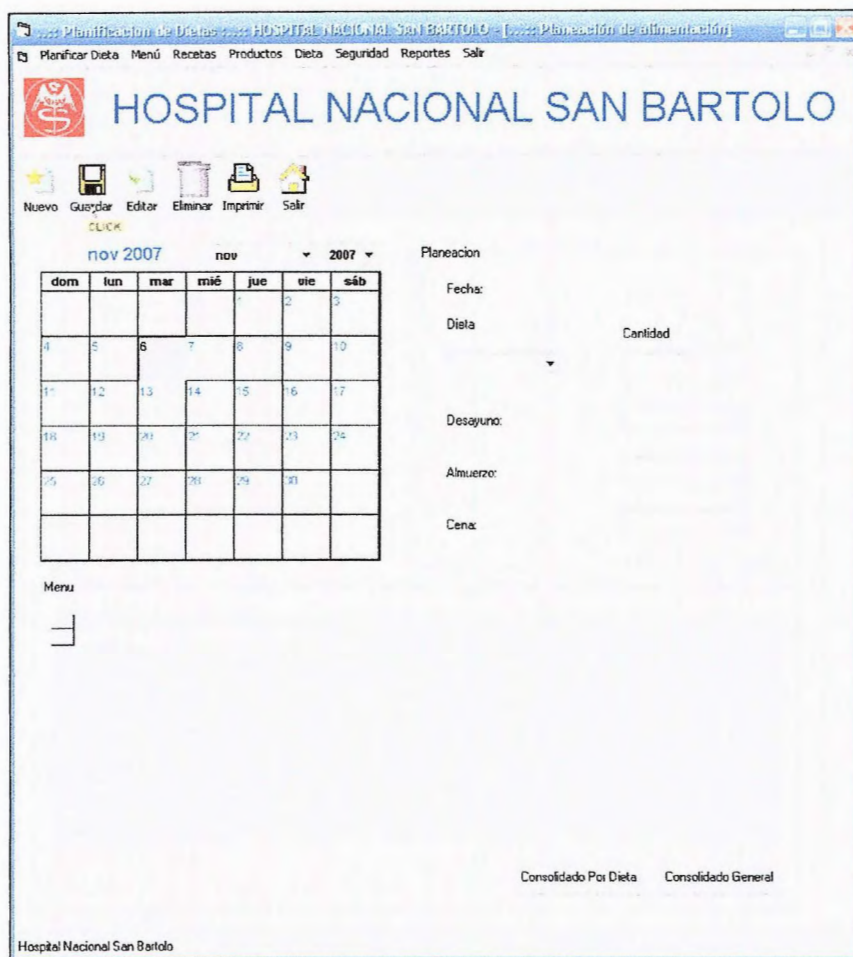 ...:: Planificacion de Dietas :...:: HOSPITAL NACIONAL SAN BARTOLO - [...:: Planeación de alimentación]
Planificar Dieta Menú Recetas Productos Dieta Seguridad Reportes Salir
HOSPITAL NACIONAL SAN BARTOLO
Nuevo Guardar Editar Eliminar Imprimir Salir
CLICK
nov 2007 nov 2007
dom lun mar mié jue vie sáb
1 2 3
4 5 6 7 8 9 10
11 12 13 14 15 16 17
18 19 20 21 22 23 24
25 26 27 28 29 30
Planeacion
Fecha:
Dieta
Cantidad
Desayuno:
Almuerzo:
Cena:
Menu
Consolidado Por Dieta Consolidado General
Hospital Nacional San Bartolo